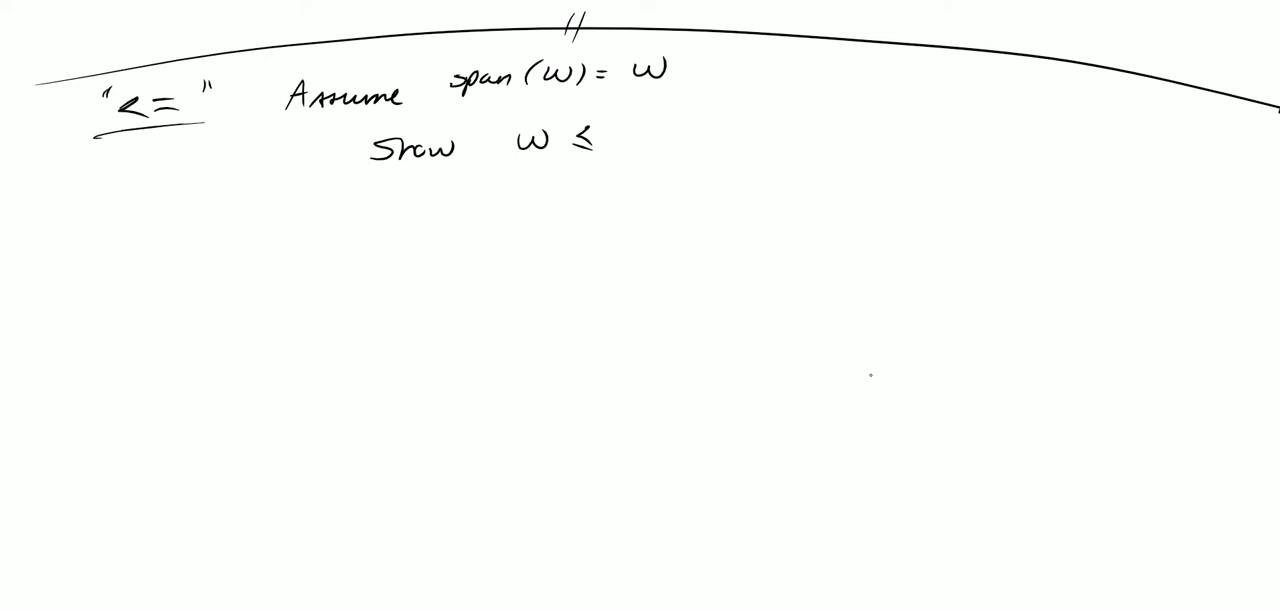 "<=" Assume span(W) = W
Show W ≤